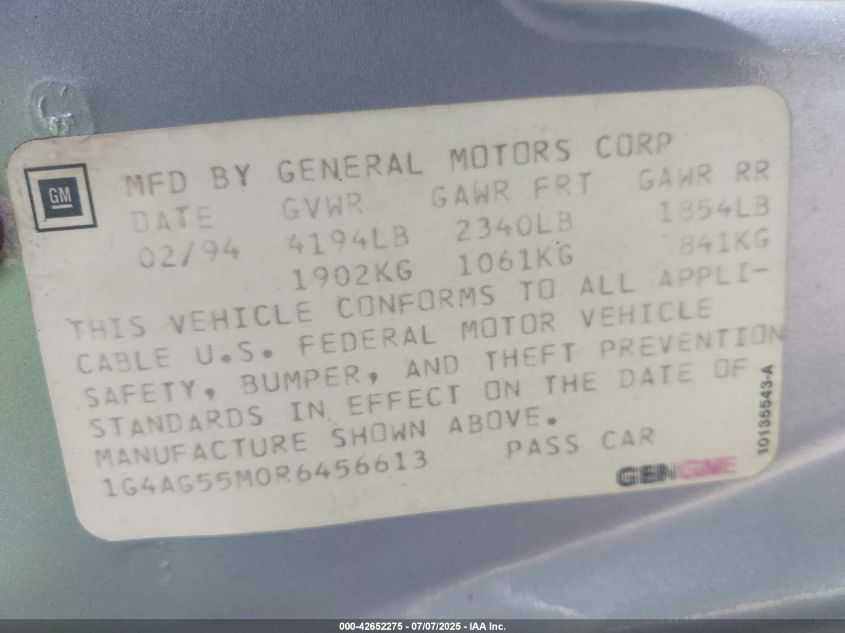 GM
MFD BY GENERAL MOTORS CORP
DATE GVWR GAWR FRT GAWR RR
02/94 4194LB 2340LB 1854LB
1902KG 1061KG 841KG
THIS VEHICLE CONFORMS TO ALL APPLI-
CABLE U.S. FEDERAL MOTOR VEHICLE
SAFETY, BUMPER, AND THEFT PREVENTION
STANDARDS IN EFFECT ON THE DATE OF
MANUFACTURE SHOWN ABOVE.
1G4AG55M0R6456613 PASS CAR
10135543-A
000-42652275 - 07/07/2025 - IAA Inc.